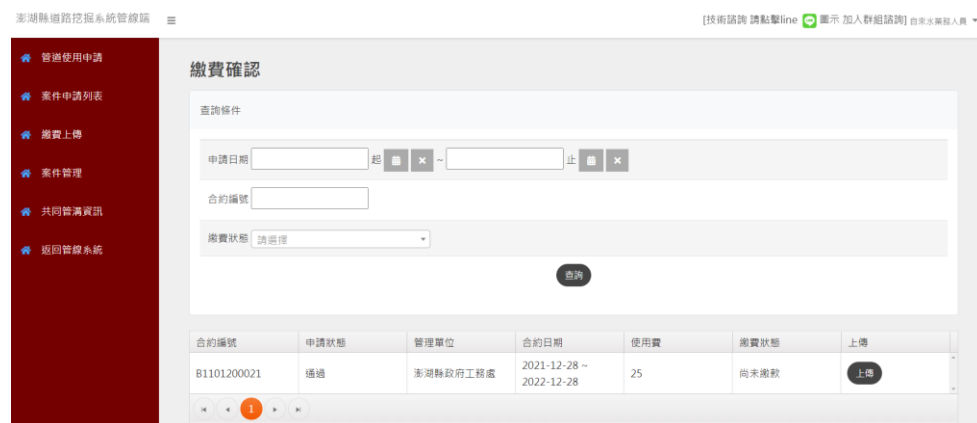 澎湖縣道路挖掘系統管線端
[技術諮詢 請點擊line 圖示 加入群組諮詢] 自來水業務人員
管道使用申請
案件申請列表
繳費上傳
案件管理
共同管溝資訊
返回管線系統
繳費確認
查詢條件
申請日期 起 ~ 止
合約編號
繳費狀態 請選擇
查詢
合約編號 申請狀態 管理單位 合約日期 使用費 繳費狀態 上傳
B1101200021 通過 澎湖縣政府工務處 2021-12-28 ~ 2022-12-28 25 尚未繳款 上傳
1